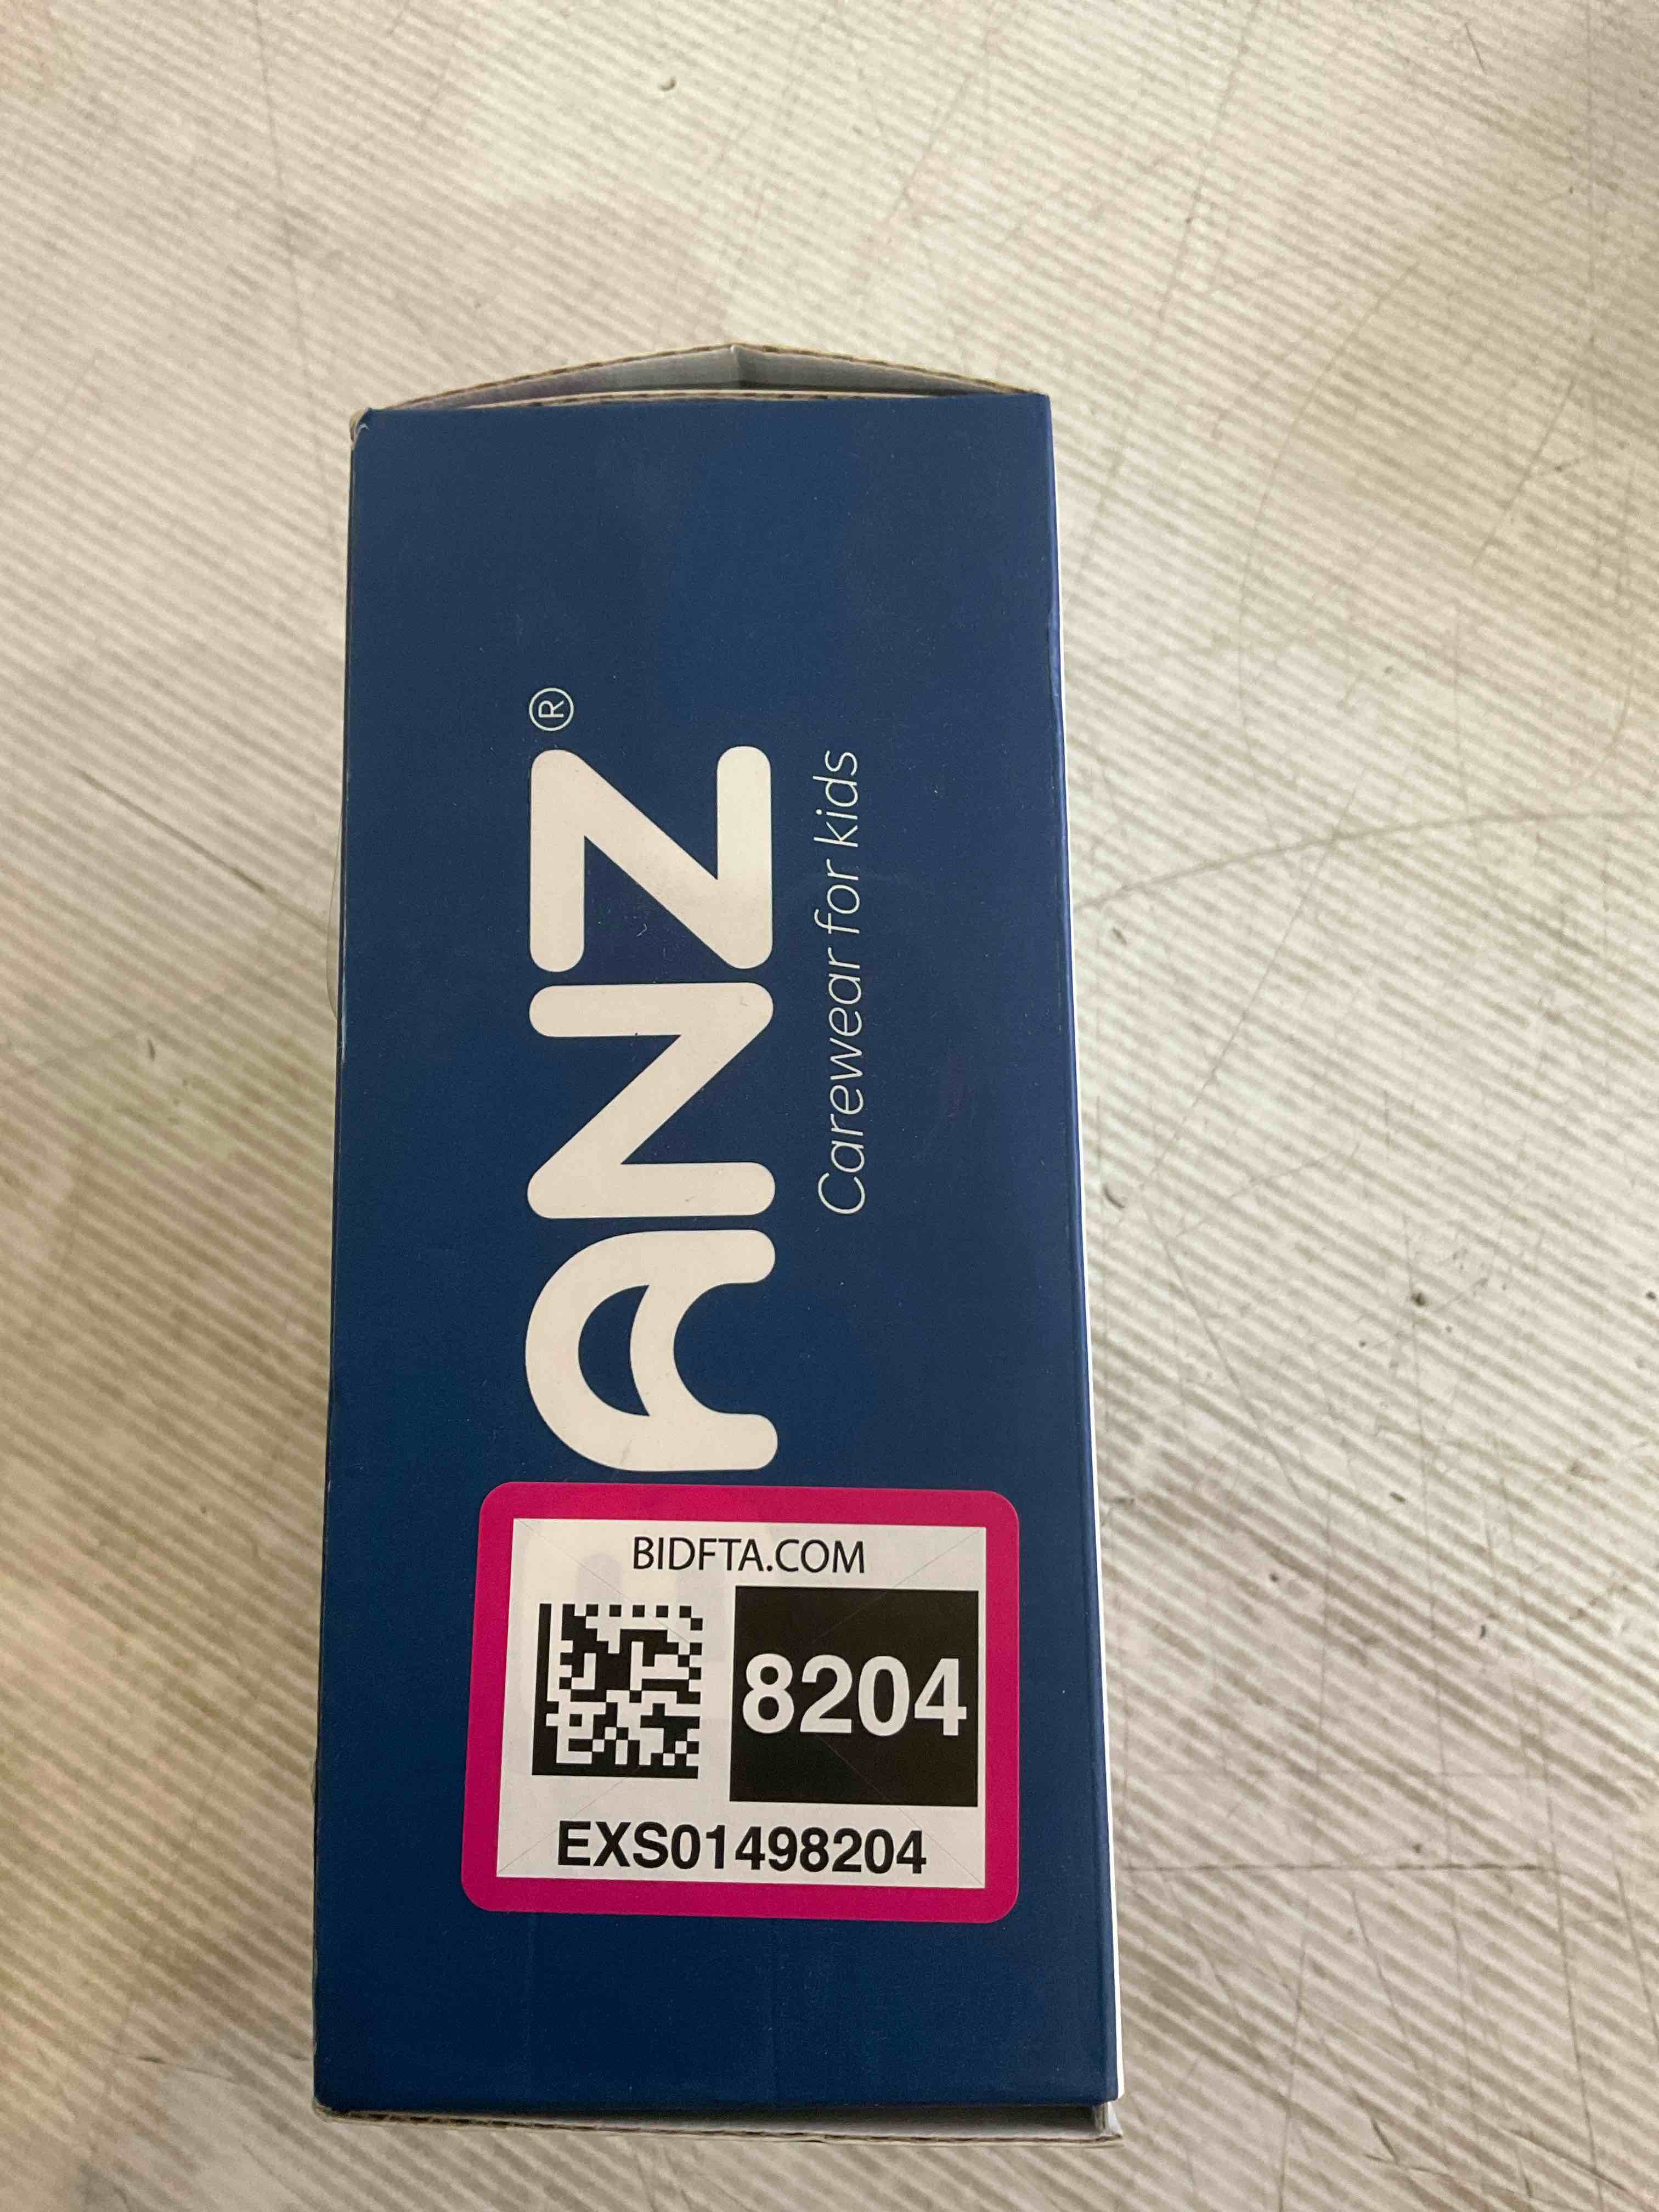 ANZ®
Carewear for kids
BIDFTA.COM
8204
EXS01498204